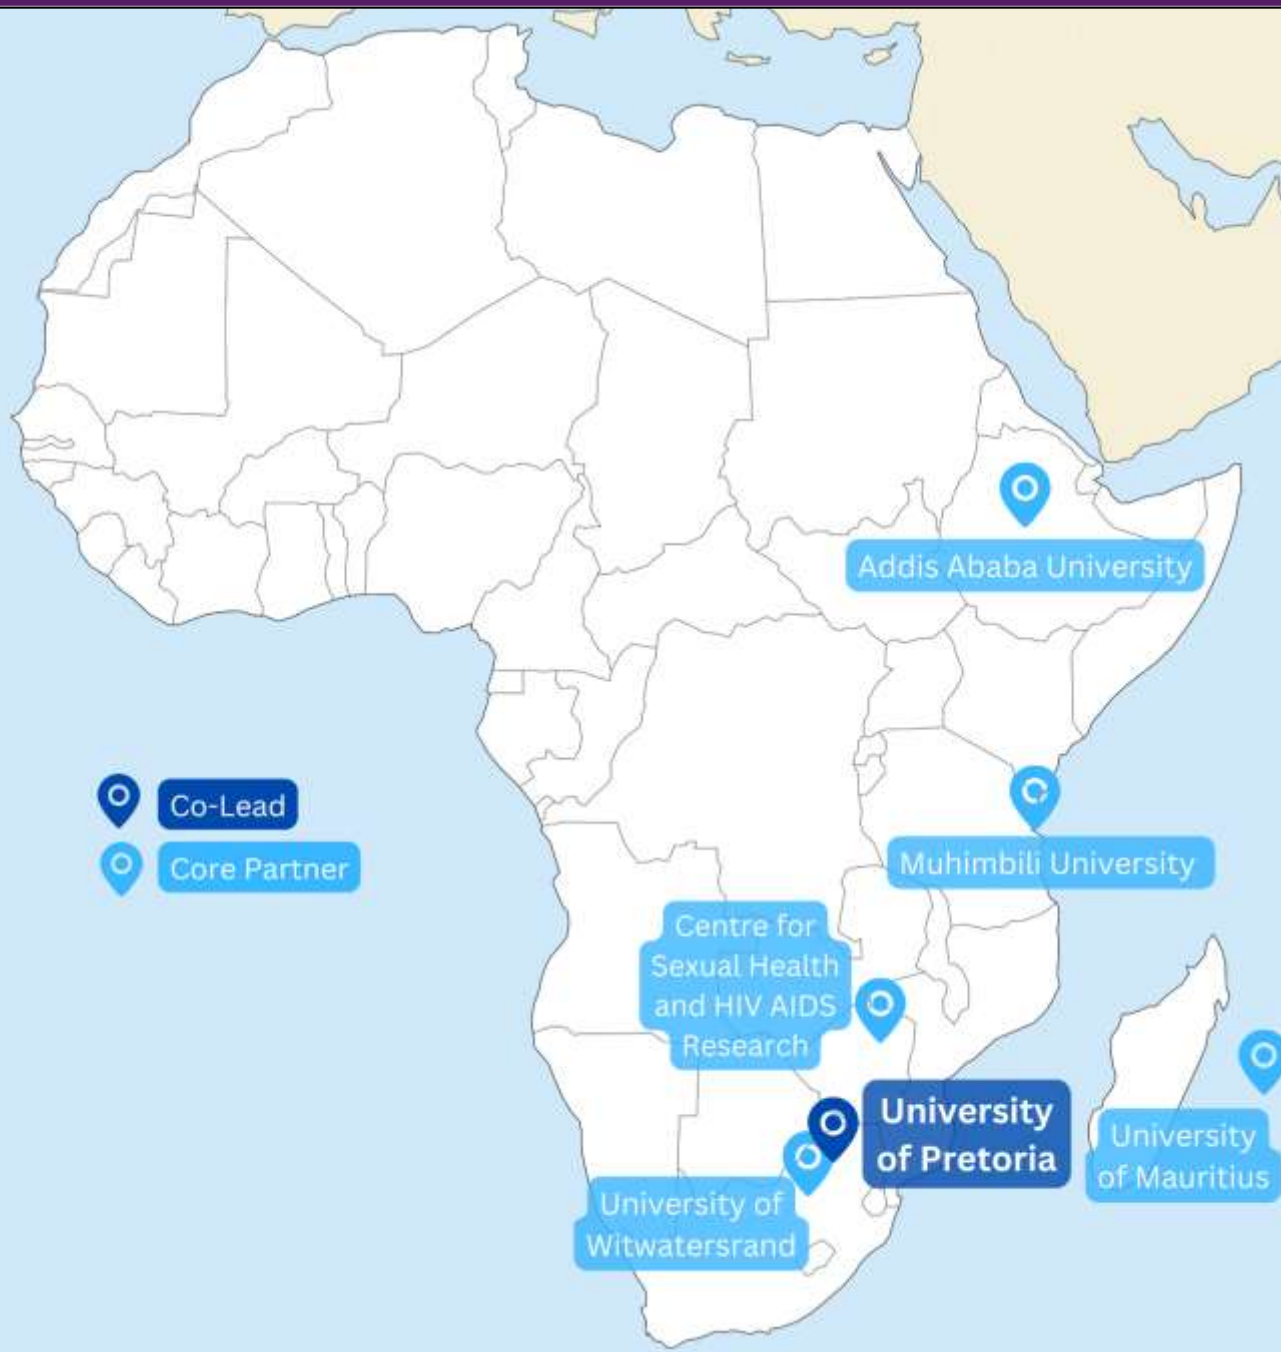 Addis Ababa University
Co-Lead
Core Partner
Muhimbili University
Centre for
Sexual Health
and HIV AIDS
Research
University
of Pretoria
University
of Mauritius
University of
Witwatersrand